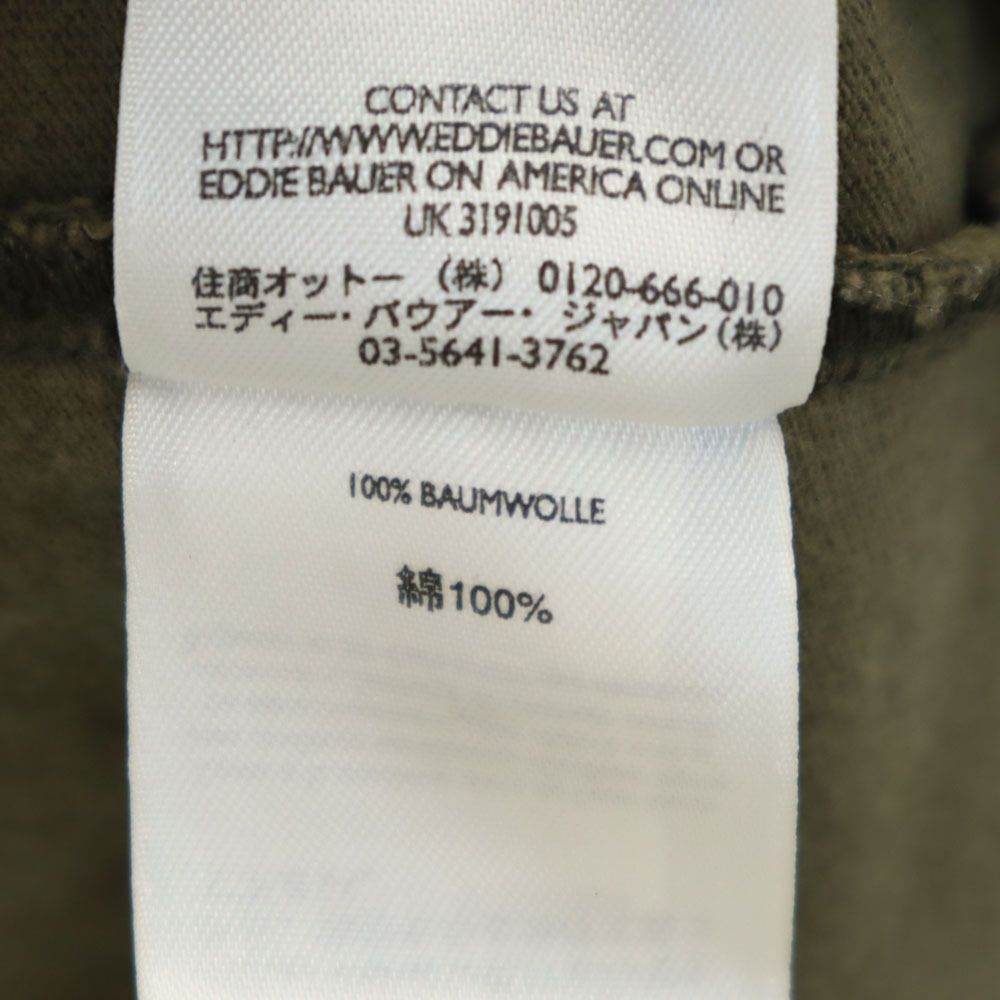 CONTACT US AT
HTTP://WWW.EDDIEBAUER.COM OR
EDDIE BAUER ON AMERICA ONLINE
UK 3191005
住商オットー (株) 0120-666-010
エディー・バウアー・ジャパン(株)
03-5641-3762
100% BAUMWOLLE
綿100%